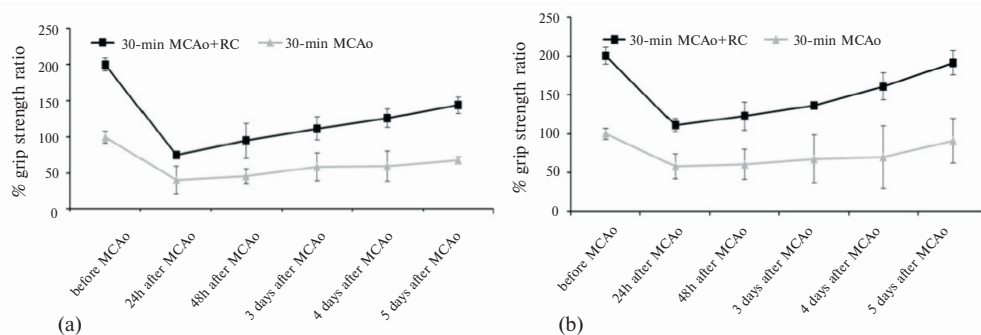 250
200
150
100
50
0
% grip strength ratio
30-min MCAo+RC
30-min MCAo
before MCAo
24h after MCAo
48h after MCAo
3 days after MCAo
4 days after MCAo
5 days after MCAo
(a)
250
200
150
100
50
0
% grip strength ratio
30-min MCAo+RC
30-min MCAo
before MCAo
24h after MCAo
48h after MCAo
3 days after MCAo
4 days after MCAo
5 days after MCAo
(b)